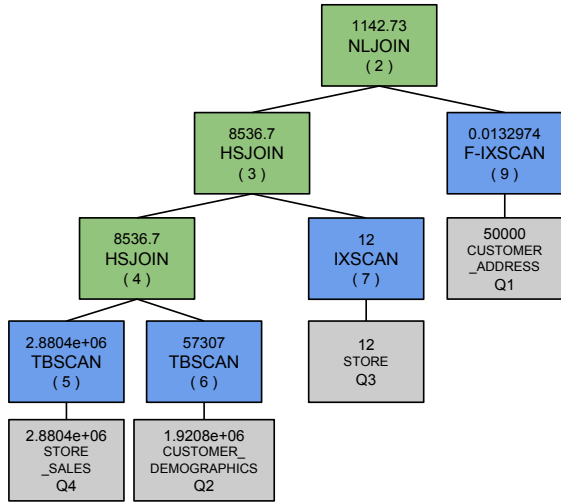 1142.73
NLJOIN
( 2 )
8536.7
HSJOIN
( 3 )
0.0132974
F-IXSCAN
( 9 )
8536.7
HSJOIN
( 4 )
12
IXSCAN
( 7 )
50000
CUSTOMER
_ADDRESS
Q1
2.8804e+06
TBSCAN
( 5 )
57307
TBSCAN
( 6 )
12
STORE
Q3
2.8804e+06
STORE
_SALES
Q4
1.9208e+06
CUSTOMER_
DEMOGRAPHICS
Q2